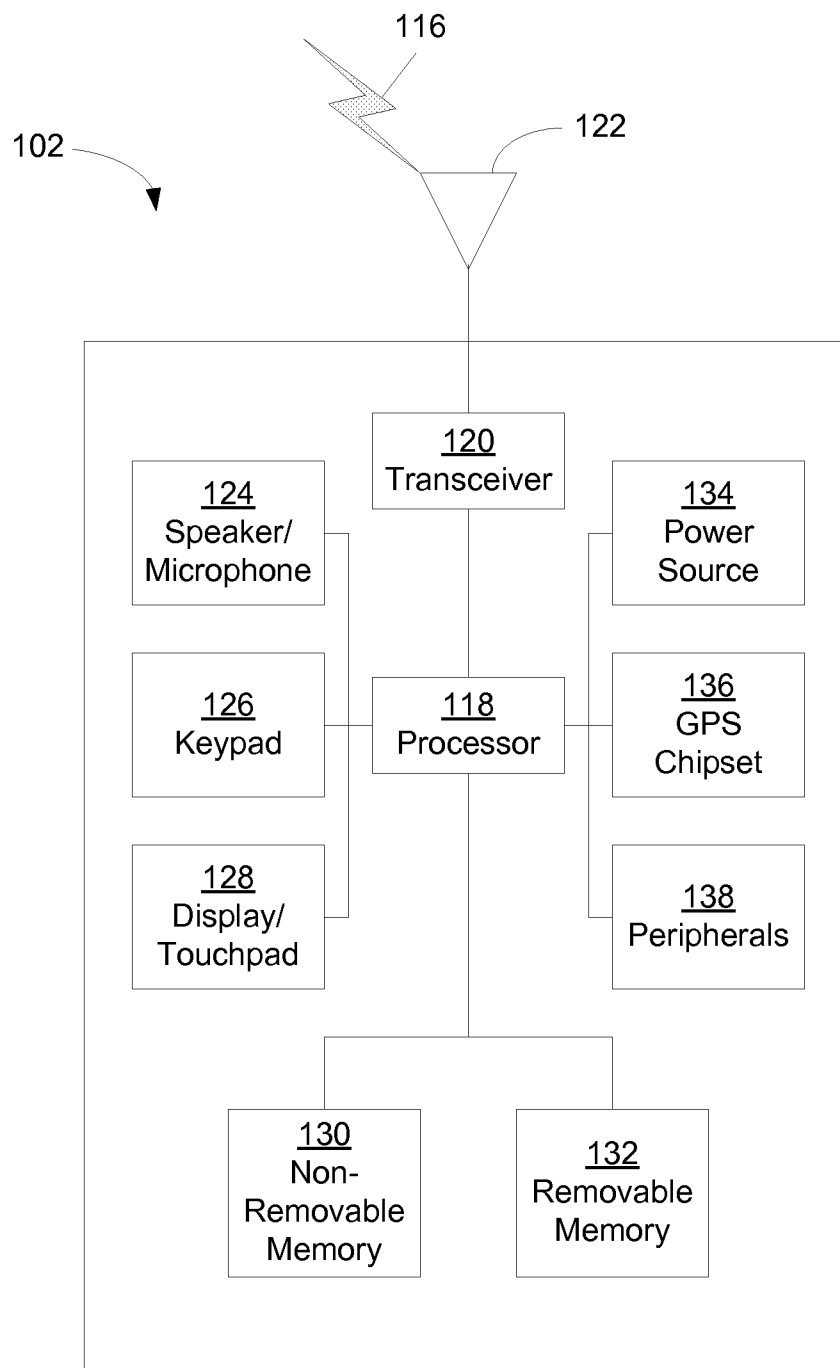 116
122
102
120
Transceiver
124
Speaker/
Microphone
134
Power
Source
126
Keypad
118
Processor
136
GPS
Chipset
128
Display/
Touchpad
138
Peripherals
130
Non-
Removable
Memory
132
Removable
Memory